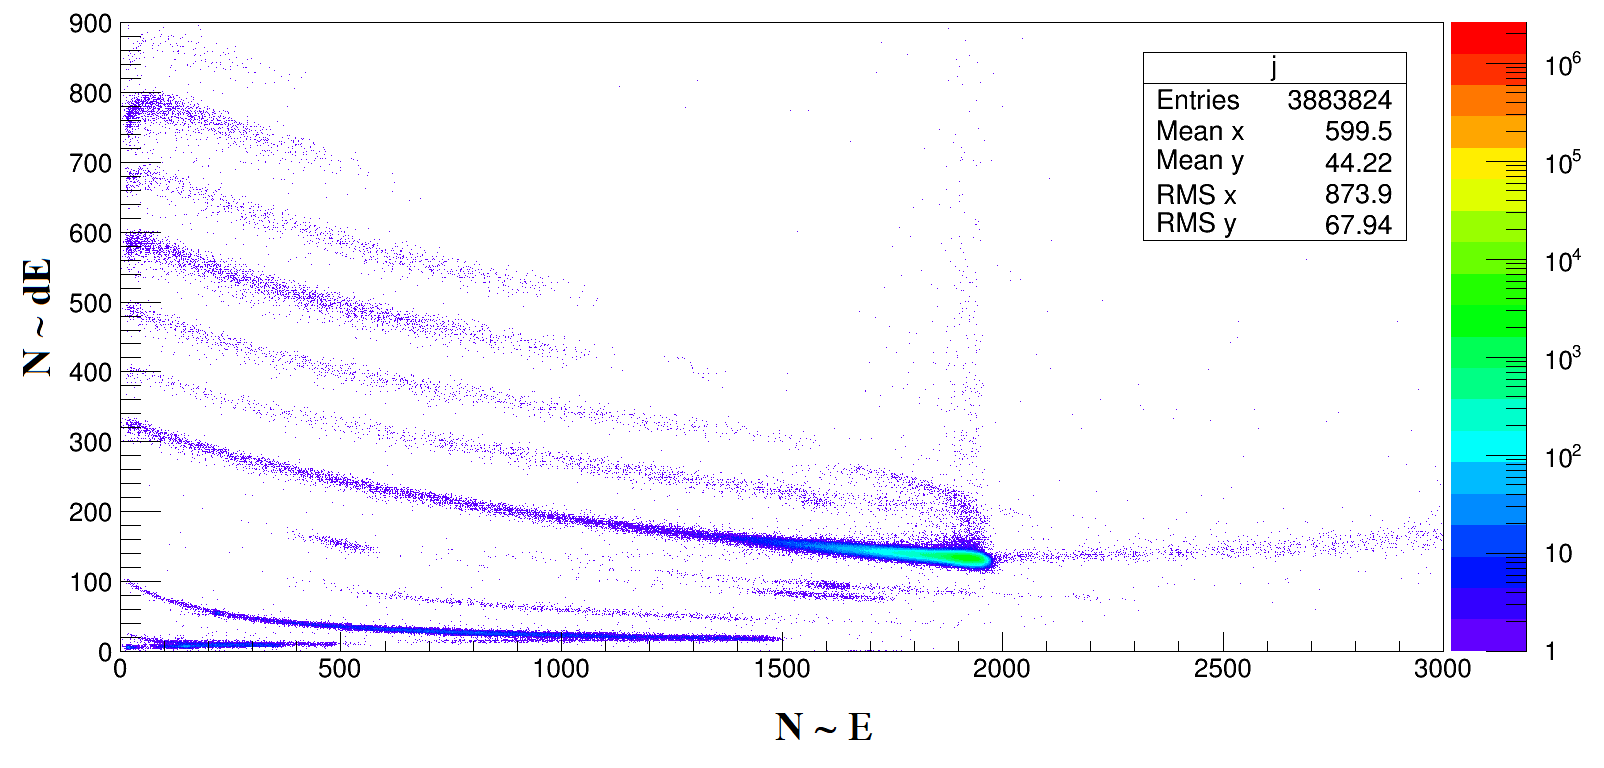 N ~ dE
900
800
700
600
500
400
300
200
100
0
j
Entries 3883824
Mean x 599.5
Mean y 44.22
RMS x 873.9
RMS y 67.94
10^6
10^5
10^4
10^3
10^2
10
1
0 500 1000 1500 2000 2500 3000
N ~ E